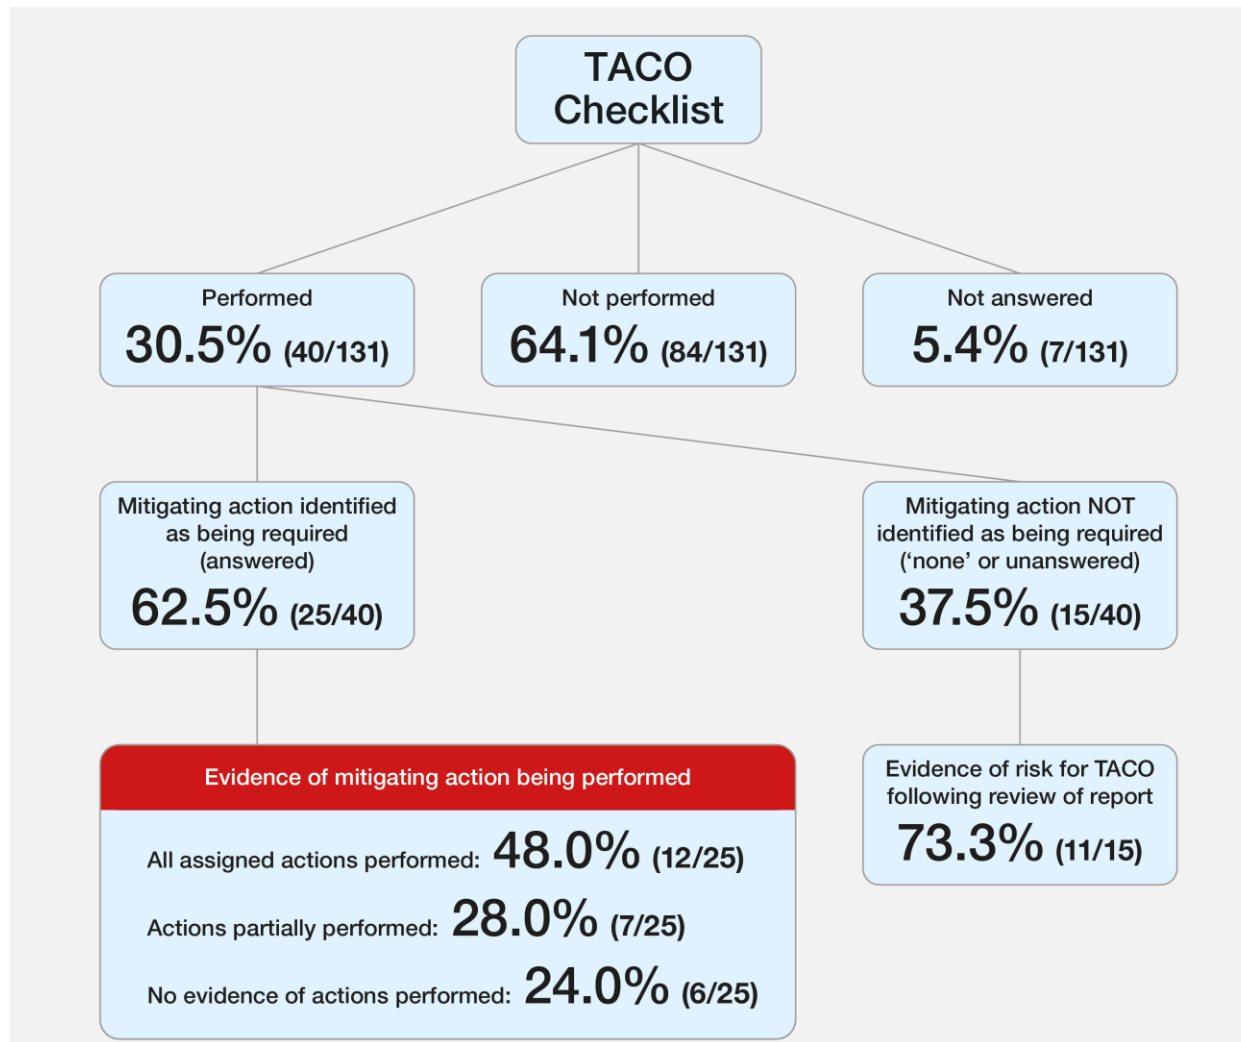 TACO
Checklist
Performed
30.5% (40/131)
Not performed
64.1% (84/131)
Not answered
5.4% (7/131)
Mitigating action identified
as being required
(answered)
62.5% (25/40)
Mitigating action NOT
identified as being required
(‘none’ or unanswered)
37.5% (15/40)
Evidence of mitigating action being performed
All assigned actions performed: 48.0% (12/25)
Actions partially performed: 28.0% (7/25)
No evidence of actions performed: 24.0% (6/25)
Evidence of risk for TACO
following review of report
73.3% (11/15)